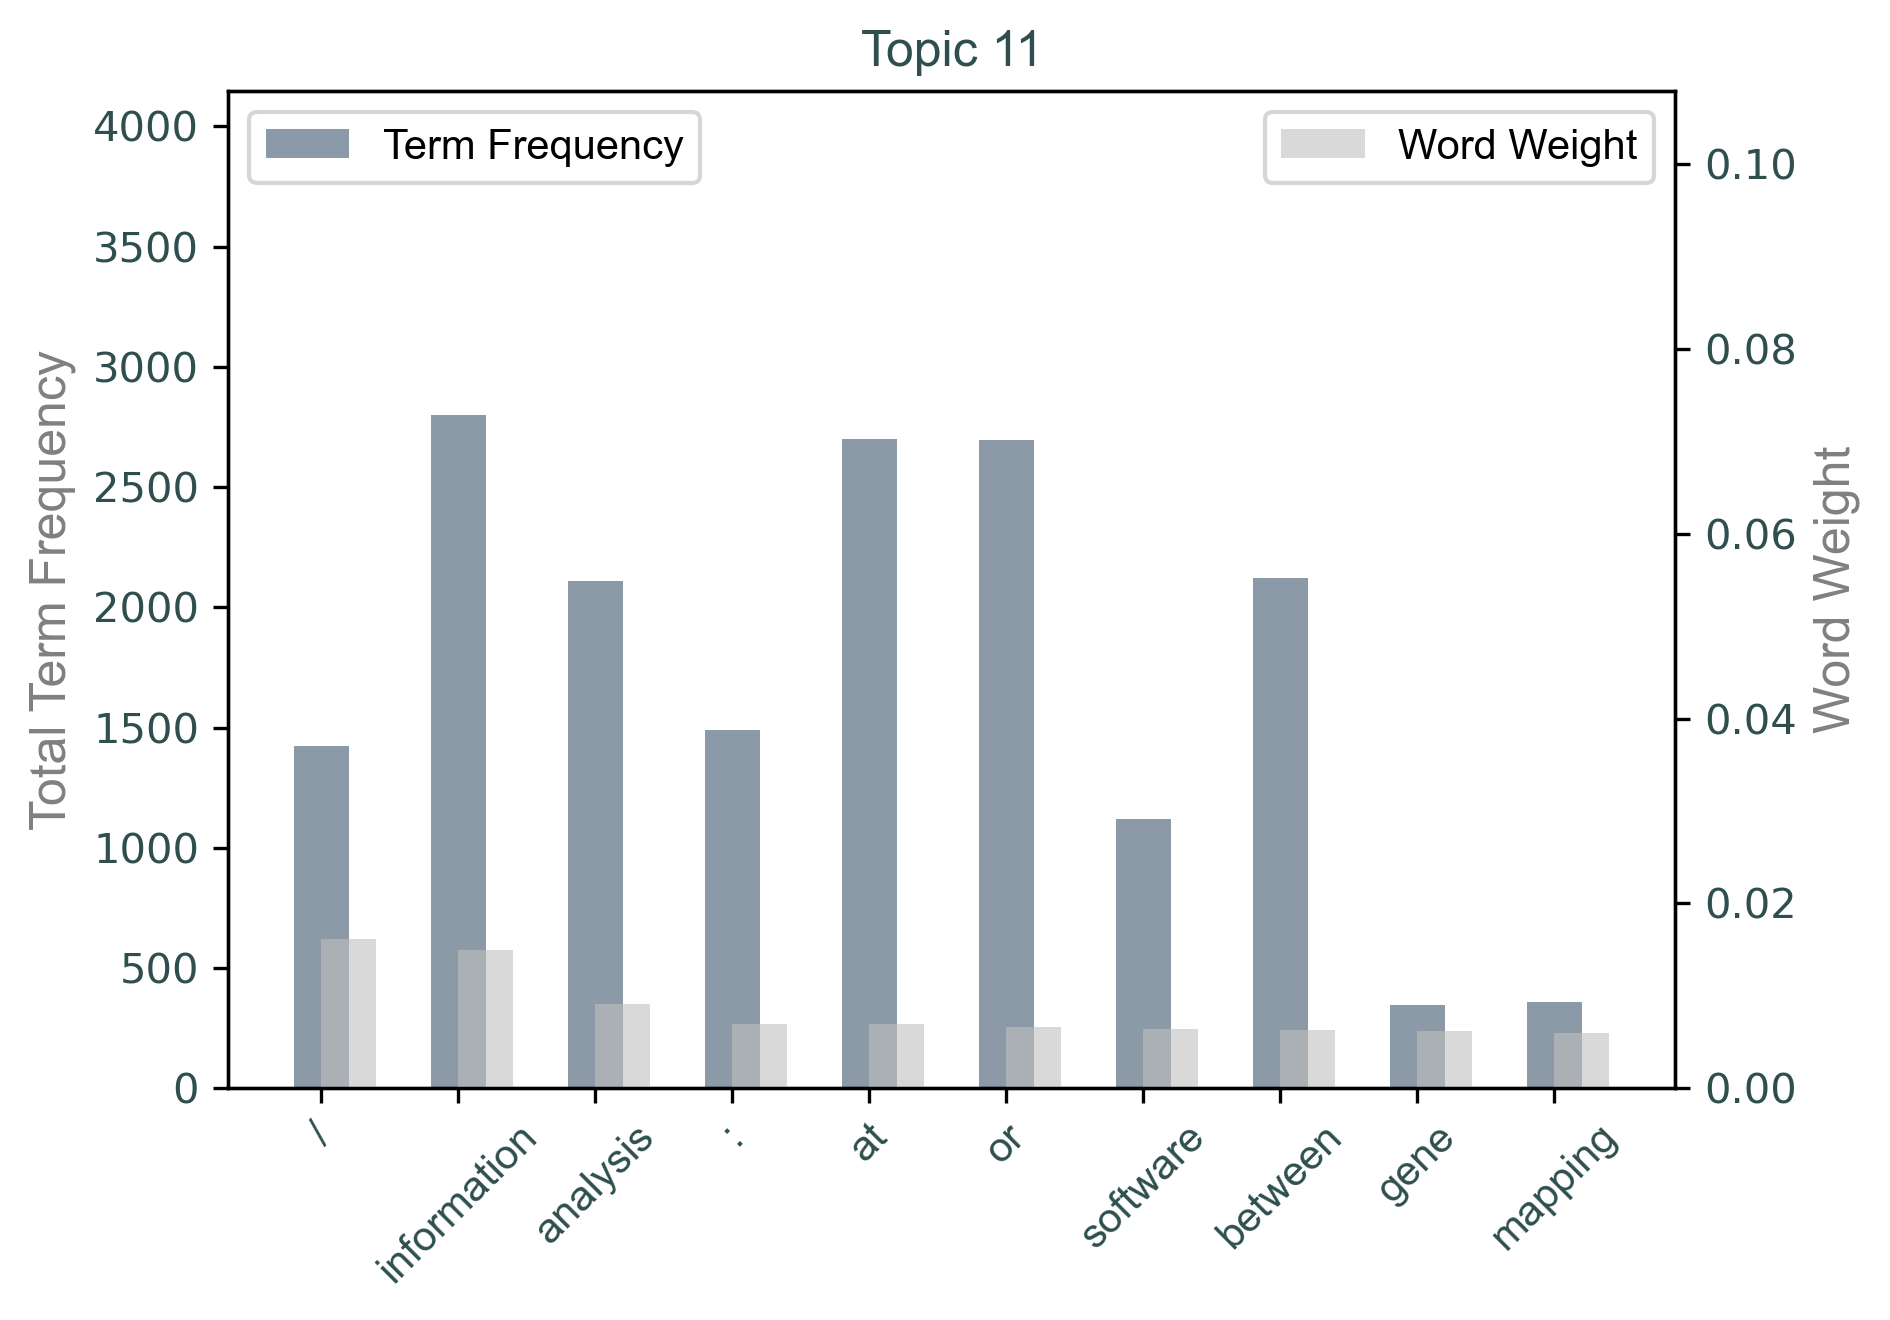 Topic 11
Term Frequency
Word Weight
Total Term Frequency
4000
3500
3000
2500
2000
1500
1000
500
0
0.10
0.08
0.06
0.04
0.02
0.00
Word Weight
/
information
analysis
:
at
or
software
between
gene
mapping